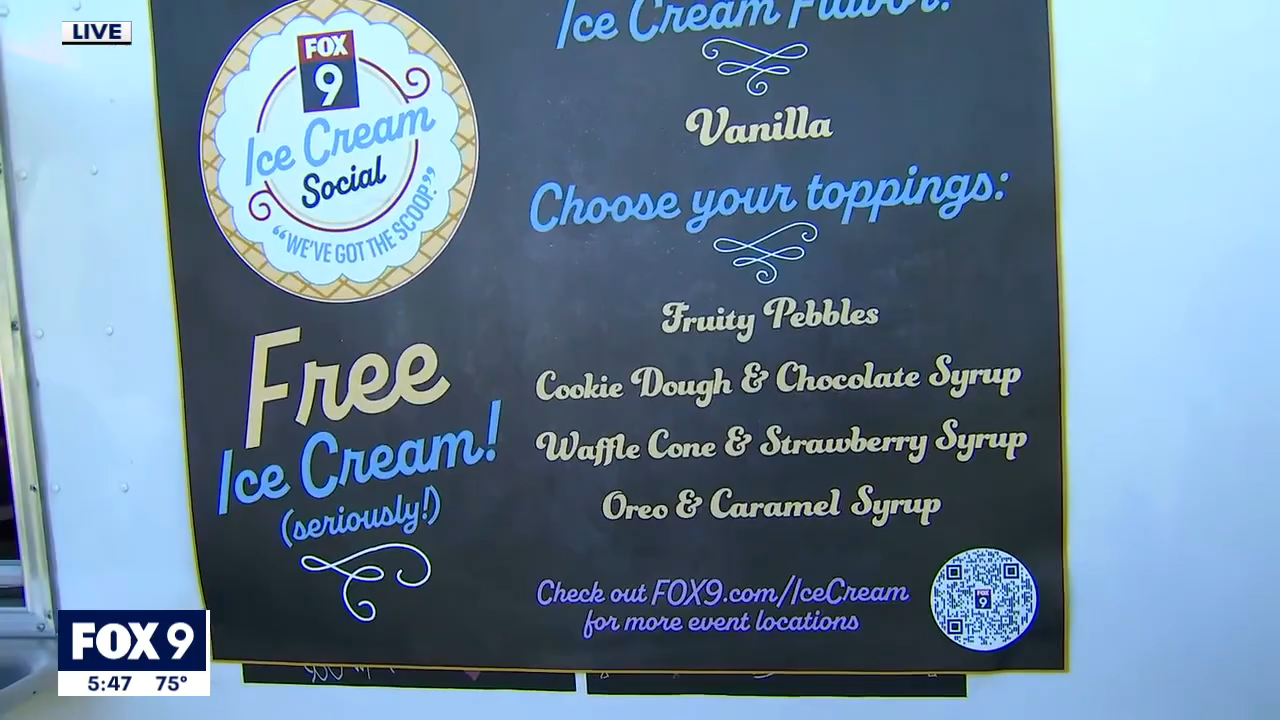 LIVE
FOX
9
Ice Cream
Social
"WE'VE GOT THE SCOOP!"
Free
Ice Cream!
(seriously!)
Ice Cream Flavor:
Vanilla
Choose your toppings:
Fruity Pebbles
Cookie Dough & Chocolate Syrup
Waffle Cone & Strawberry Syrup
Oreo & Caramel Syrup
Check out FOX9.com/IceCream
for more event locations
FOX
9
FOX 9
5:47 75°